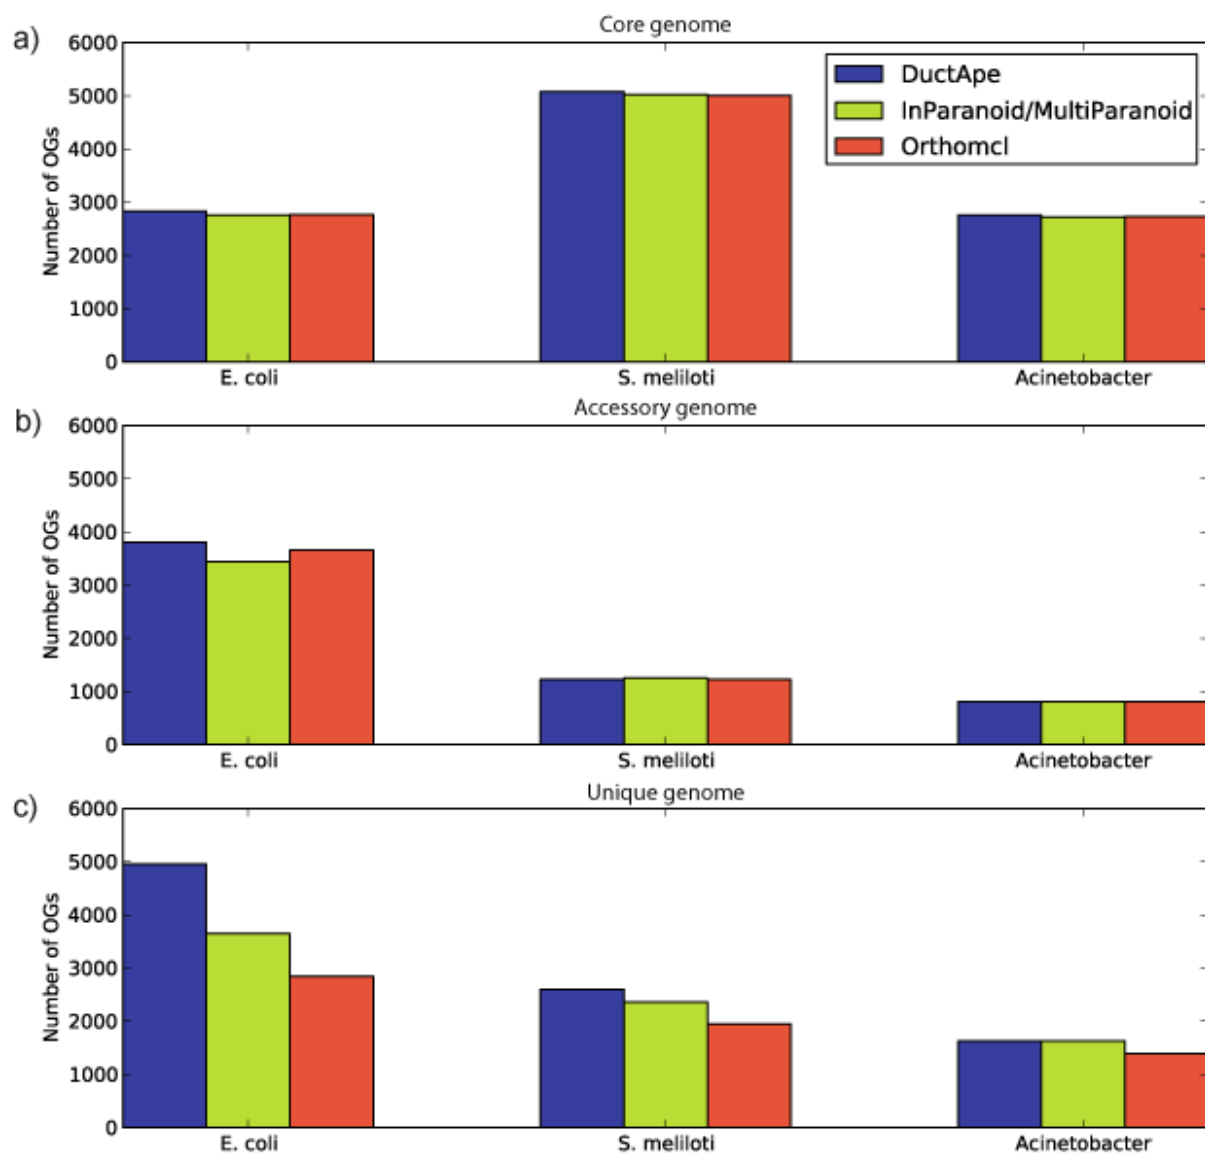 a)
Core genome
6000
5000
4000
3000
2000
1000
0
Number of OGs
DuctApe
InParanoid/MultiParanoid
Orthomcl
E. coli
S. meliloti
Acinetobacter
b)
Accessory genome
6000
5000
4000
3000
2000
1000
0
Number of OGs
E. coli
S. meliloti
Acinetobacter
c)
Unique genome
6000
5000
4000
3000
2000
1000
0
Number of OGs
E. coli
S. meliloti
Acinetobacter